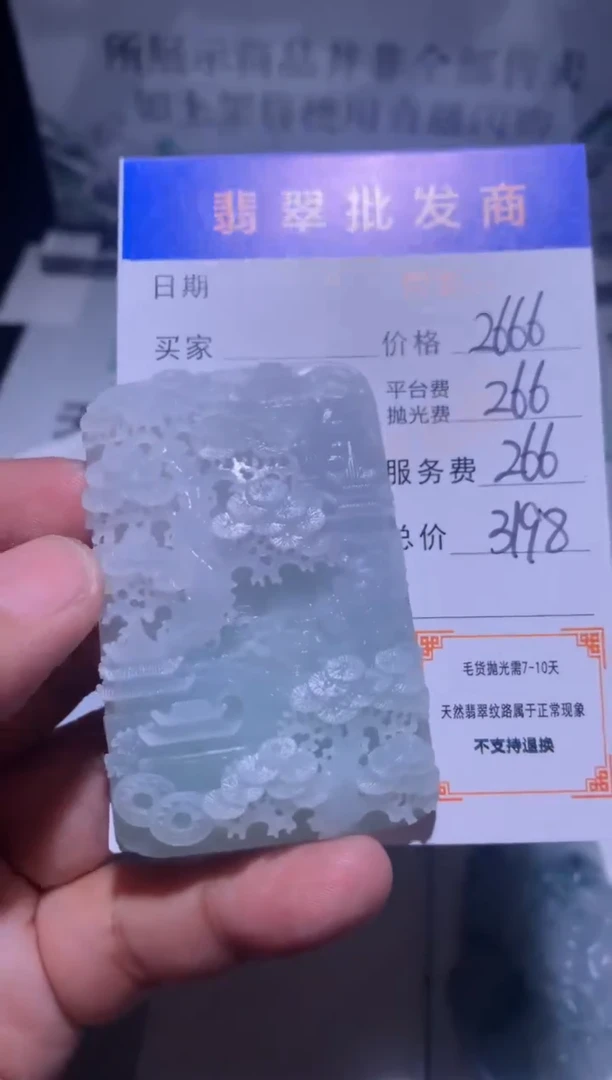 翡翠批发商
日期
买家 价格 2666
平台费
抛光费 266
服务费 266
总价 3198
毛货抛光需7-10天
天然翡翠纹路属于正常现象
不支持退换